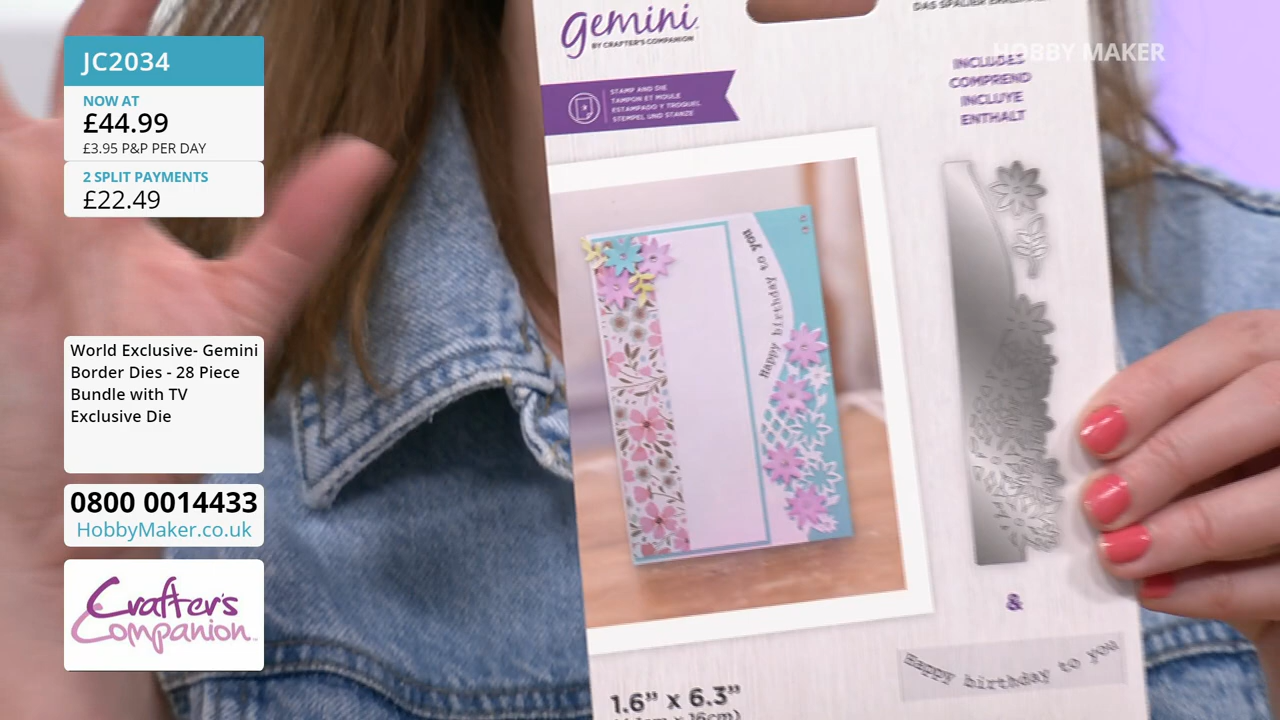 JC2034
NOW AT
£44.99
£3.95 P&P PER DAY
2 SPLIT PAYMENTS
£22.49
World Exclusive- Gemini
Border Dies - 28 Piece
Bundle with TV
Exclusive Die
0800 0014433
HobbyMaker.co.uk
Crafter's
Companion
gemini
BY CRAFTER'S COMPANION
STAMP AND DIE
TAMPON ET MOULE
ESTAMPADO Y TROQUEL
STEMPEL UND STANZE
happy birthday to you
HOBBY MAKER
INCLUDES
COMPREND
INCLUYE
ENTHALT
&
happy birthday to you
1.6” x 6.3”